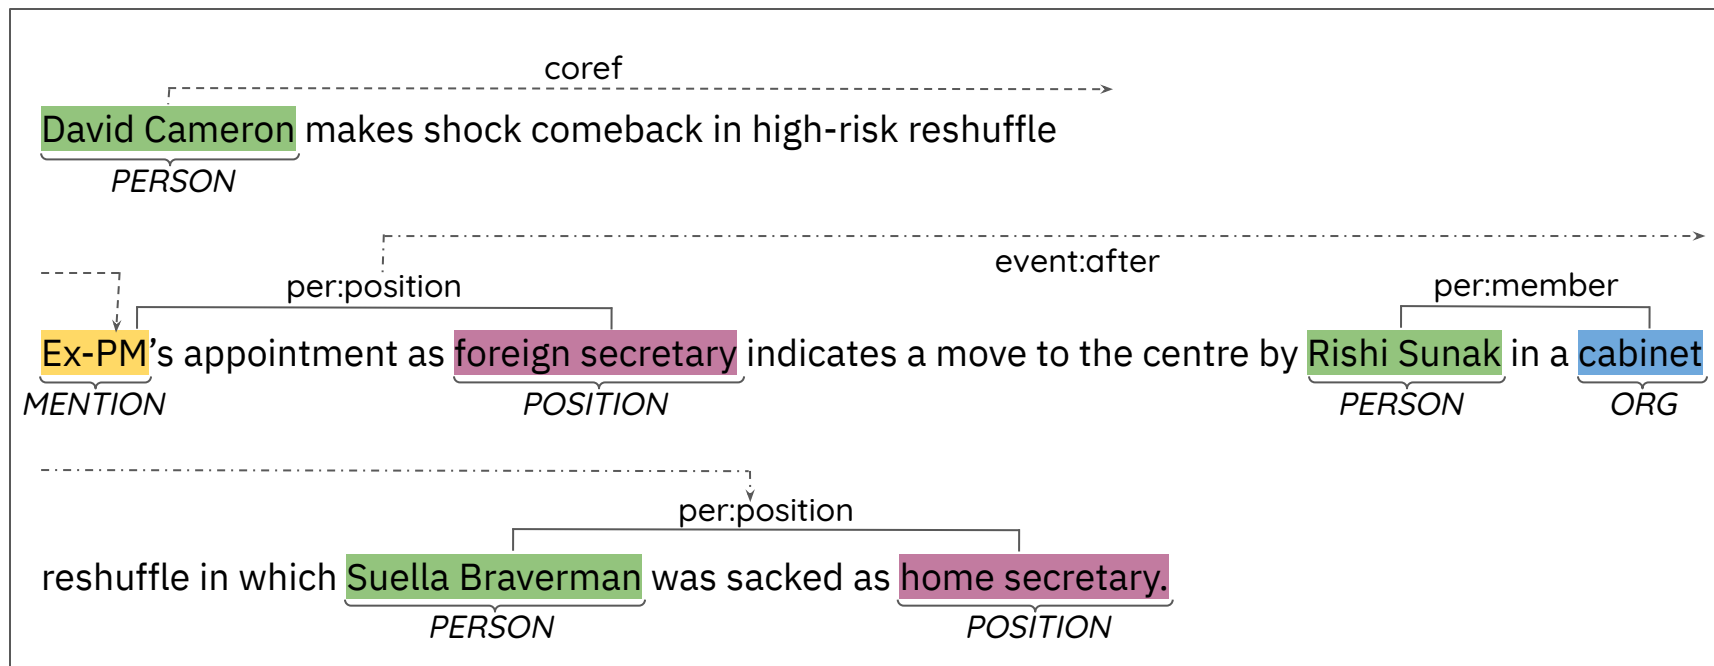 coref
David Cameron makes shock comeback in high-risk reshuffle
PERSON
event:after
per:position per:member
Ex-PM’s appointment as foreign secretary indicates a move to the centre by Rishi Sunak in a cabinet
MENTION POSITION PERSON ORG
per:position
reshuffle in which Suella Braverman was sacked as home secretary.
PERSON POSITION